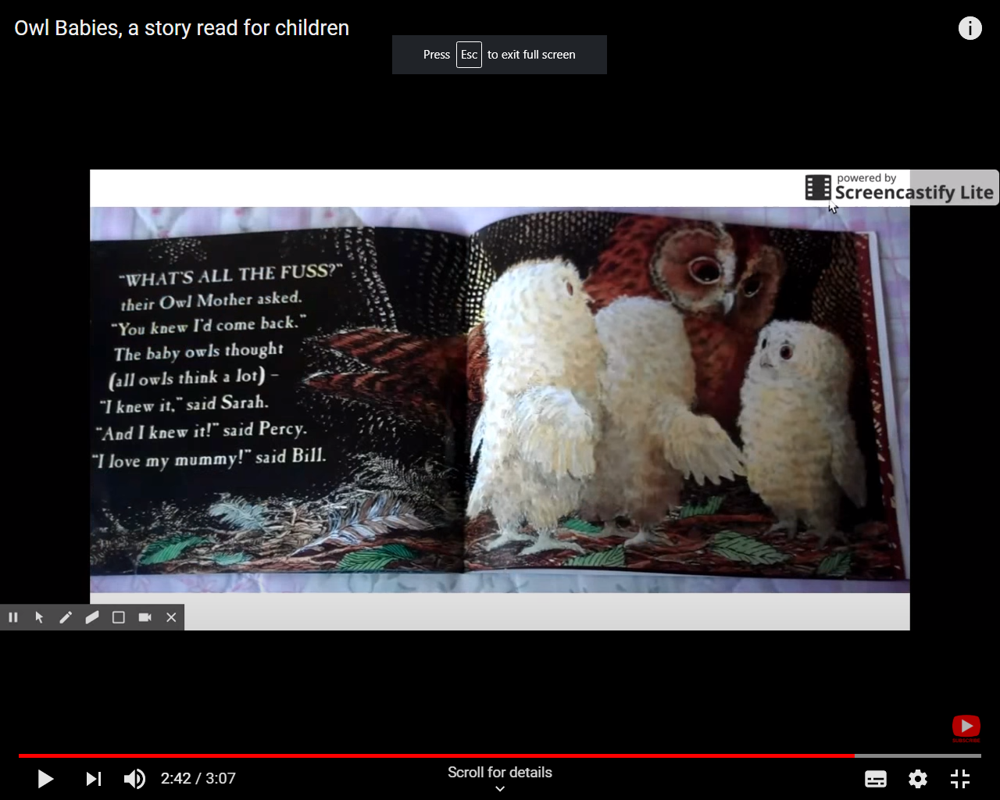 Owl Babies, a story read for children
Press Esc to exit full screen
powered by
Screencastify Lite
“WHAT'S ALL THE FUSS?”
their Owl Mother asked.
“You knew I'd come back.”
The baby owls thought
(all owls think a lot) –
“I knew it,” said Sarah.
“And I knew it!” said Percy.
“I love my mummy!” said Bill.
SUBSCRIBE
2:42 / 3:07
Scroll for details